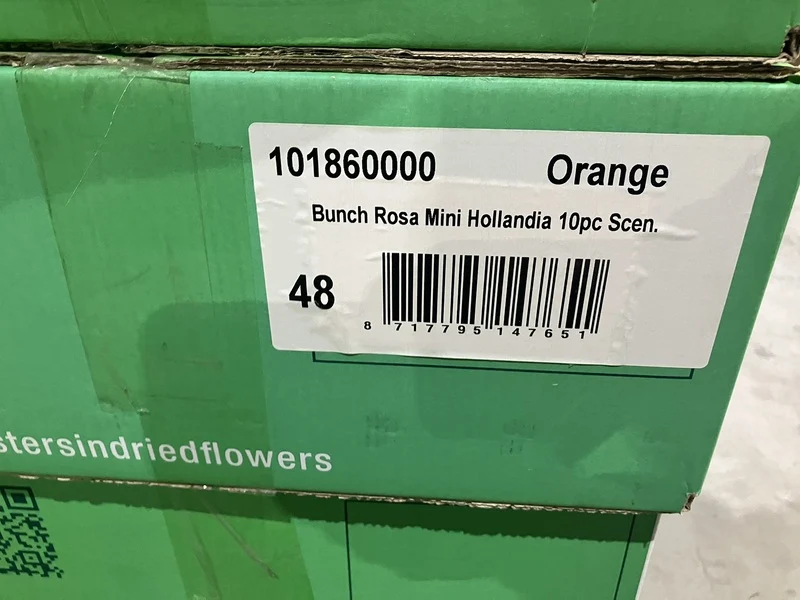 101860000 Orange
Bunch Rosa Mini Hollandia 10pc Scen.
48
8 717795 147651
stersindriedflowers